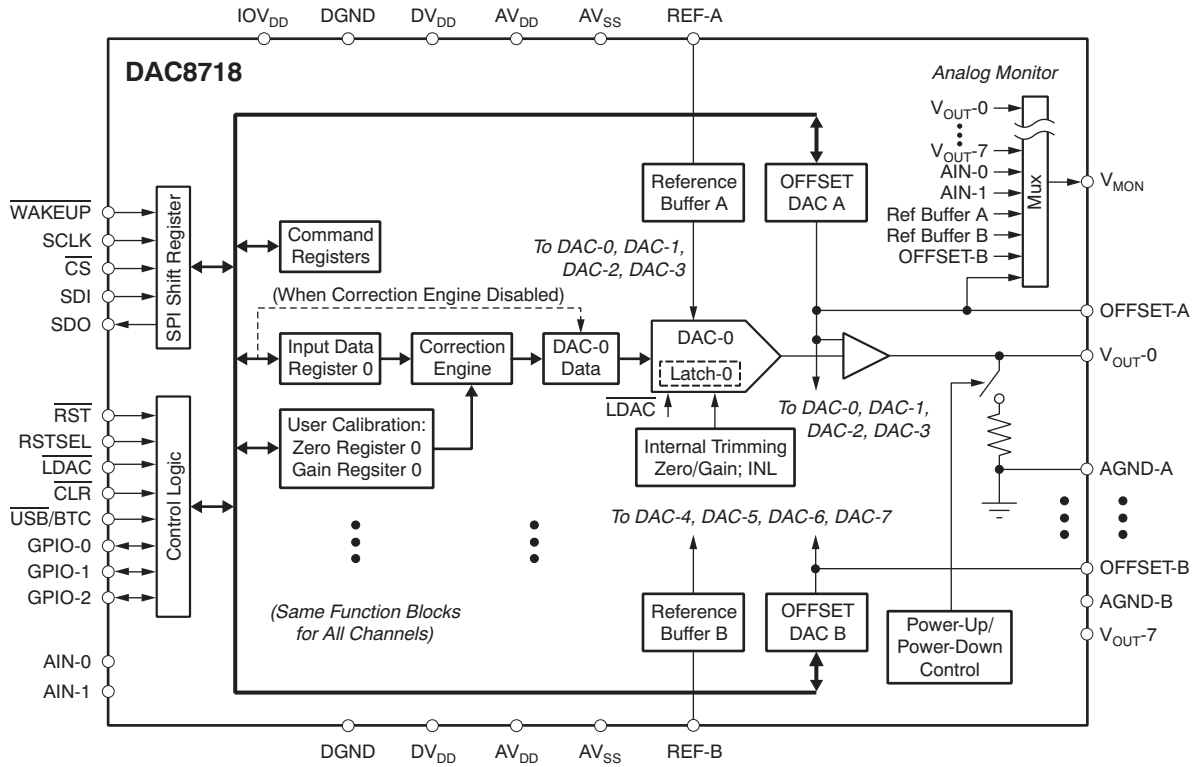 IOVDD DGND DVDD AVDD AVSS REF-A
DAC8718
Analog Monitor
VOUT-0
VOUT-7
AIN-0
AIN-1
Ref Buffer A
Ref Buffer B
OFFSET-B
Mux
VMON
WAKEUP
SCLK
CS
SDI
SDO
SPI Shift Register
Command
Registers
Reference
Buffer A
OFFSET
DAC A
To DAC-0, DAC-1,
DAC-2, DAC-3
(When Correction Engine Disabled)
Input Data
Register 0
Correction
Engine
DAC-0
Data
DAC-0
Latch-0
LDAC
OFFSET-A
VOUT-0
To DAC-0, DAC-1,
DAC-2, DAC-3
User Calibration:
Zero Register 0
Gain Regsiter 0
Internal Trimming
Zero/Gain; INL
AGND-A
RST
RSTSEL
LDAC
CLR
USB/BTC
GPIO-0
GPIO-1
GPIO-2
Control Logic
To DAC-4, DAC-5, DAC-6, DAC-7
OFFSET-B
AGND-B
VOUT-7
(Same Function Blocks
for All Channels)
Reference
Buffer B
OFFSET
DAC B
Power-Up/
Power-Down
Control
AIN-0
AIN-1
DGND DVDD AVDD AVSS REF-B